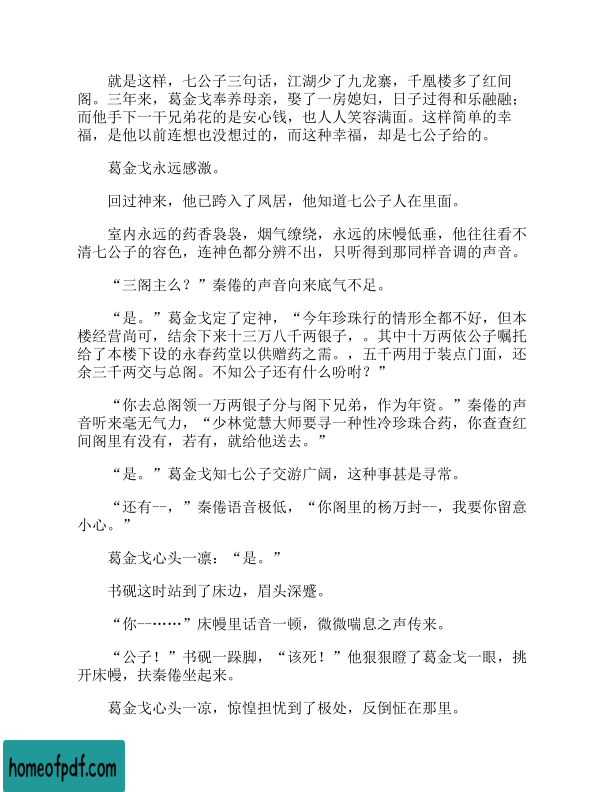 就是这样，七公子三句话，江湖少了九龙寨，千凰楼多了红间
阁。三年来，葛金戈奉养母亲，娶了一房媳妇，日子过得和乐融融；
而他手下一干兄弟花的是安心钱，也人人笑容满面。这样简单的幸
福，是他以前连想也没想过的，而这种幸福，却是七公子给的。
葛金戈永远感激。
回过神来，他已跨入了凤居，他知道七公子人在里面。
室内永远的药香袅袅，烟气缭绕，永远的床幔低垂，他往往看不
清七公子的容色，连神色都分辨不出，只听得到那同样音调的声音。
“三阁主么？”秦倦的声音向来底气不足。
“是。”葛金戈定了定神，“今年珍珠行的情形全都不好，但本
楼经营尚可，结余下来十三万八千两银子，。其中十万两依公子嘱托
给了本楼下设的永春药堂以供赠药之需。，五千两用于装点门面，还
余三千两交与总阁。不知公子还有什么吩咐？”
“你去总阁领一万两银子分与阁下兄弟，作为年资。”秦倦的声
音听来毫无气力，“少林觉慧大师要寻一种性冷珍珠合药，你查查红
间阁里有没有，若有，就给他送去。”
“是。”葛金戈知七公子交游广阔，这种事甚是寻常。
“还有--，”秦倦语音极低，“你阁里的杨万封--，我要你留意
小心。”
葛金戈心头一凛：“是。”
书砚这时站到了床边，眉头深蹙。
“你--……”床幔里话音一顿，微微喘息之声传来。
“公子！”书砚一跺脚，“该死！”他狠狠瞪了葛金戈一眼，挑
开床幔，扶秦倦坐起来。
葛金戈心头一凉，惊惶担忧到了极处，反倒怔在那里。
homeofpdf.com